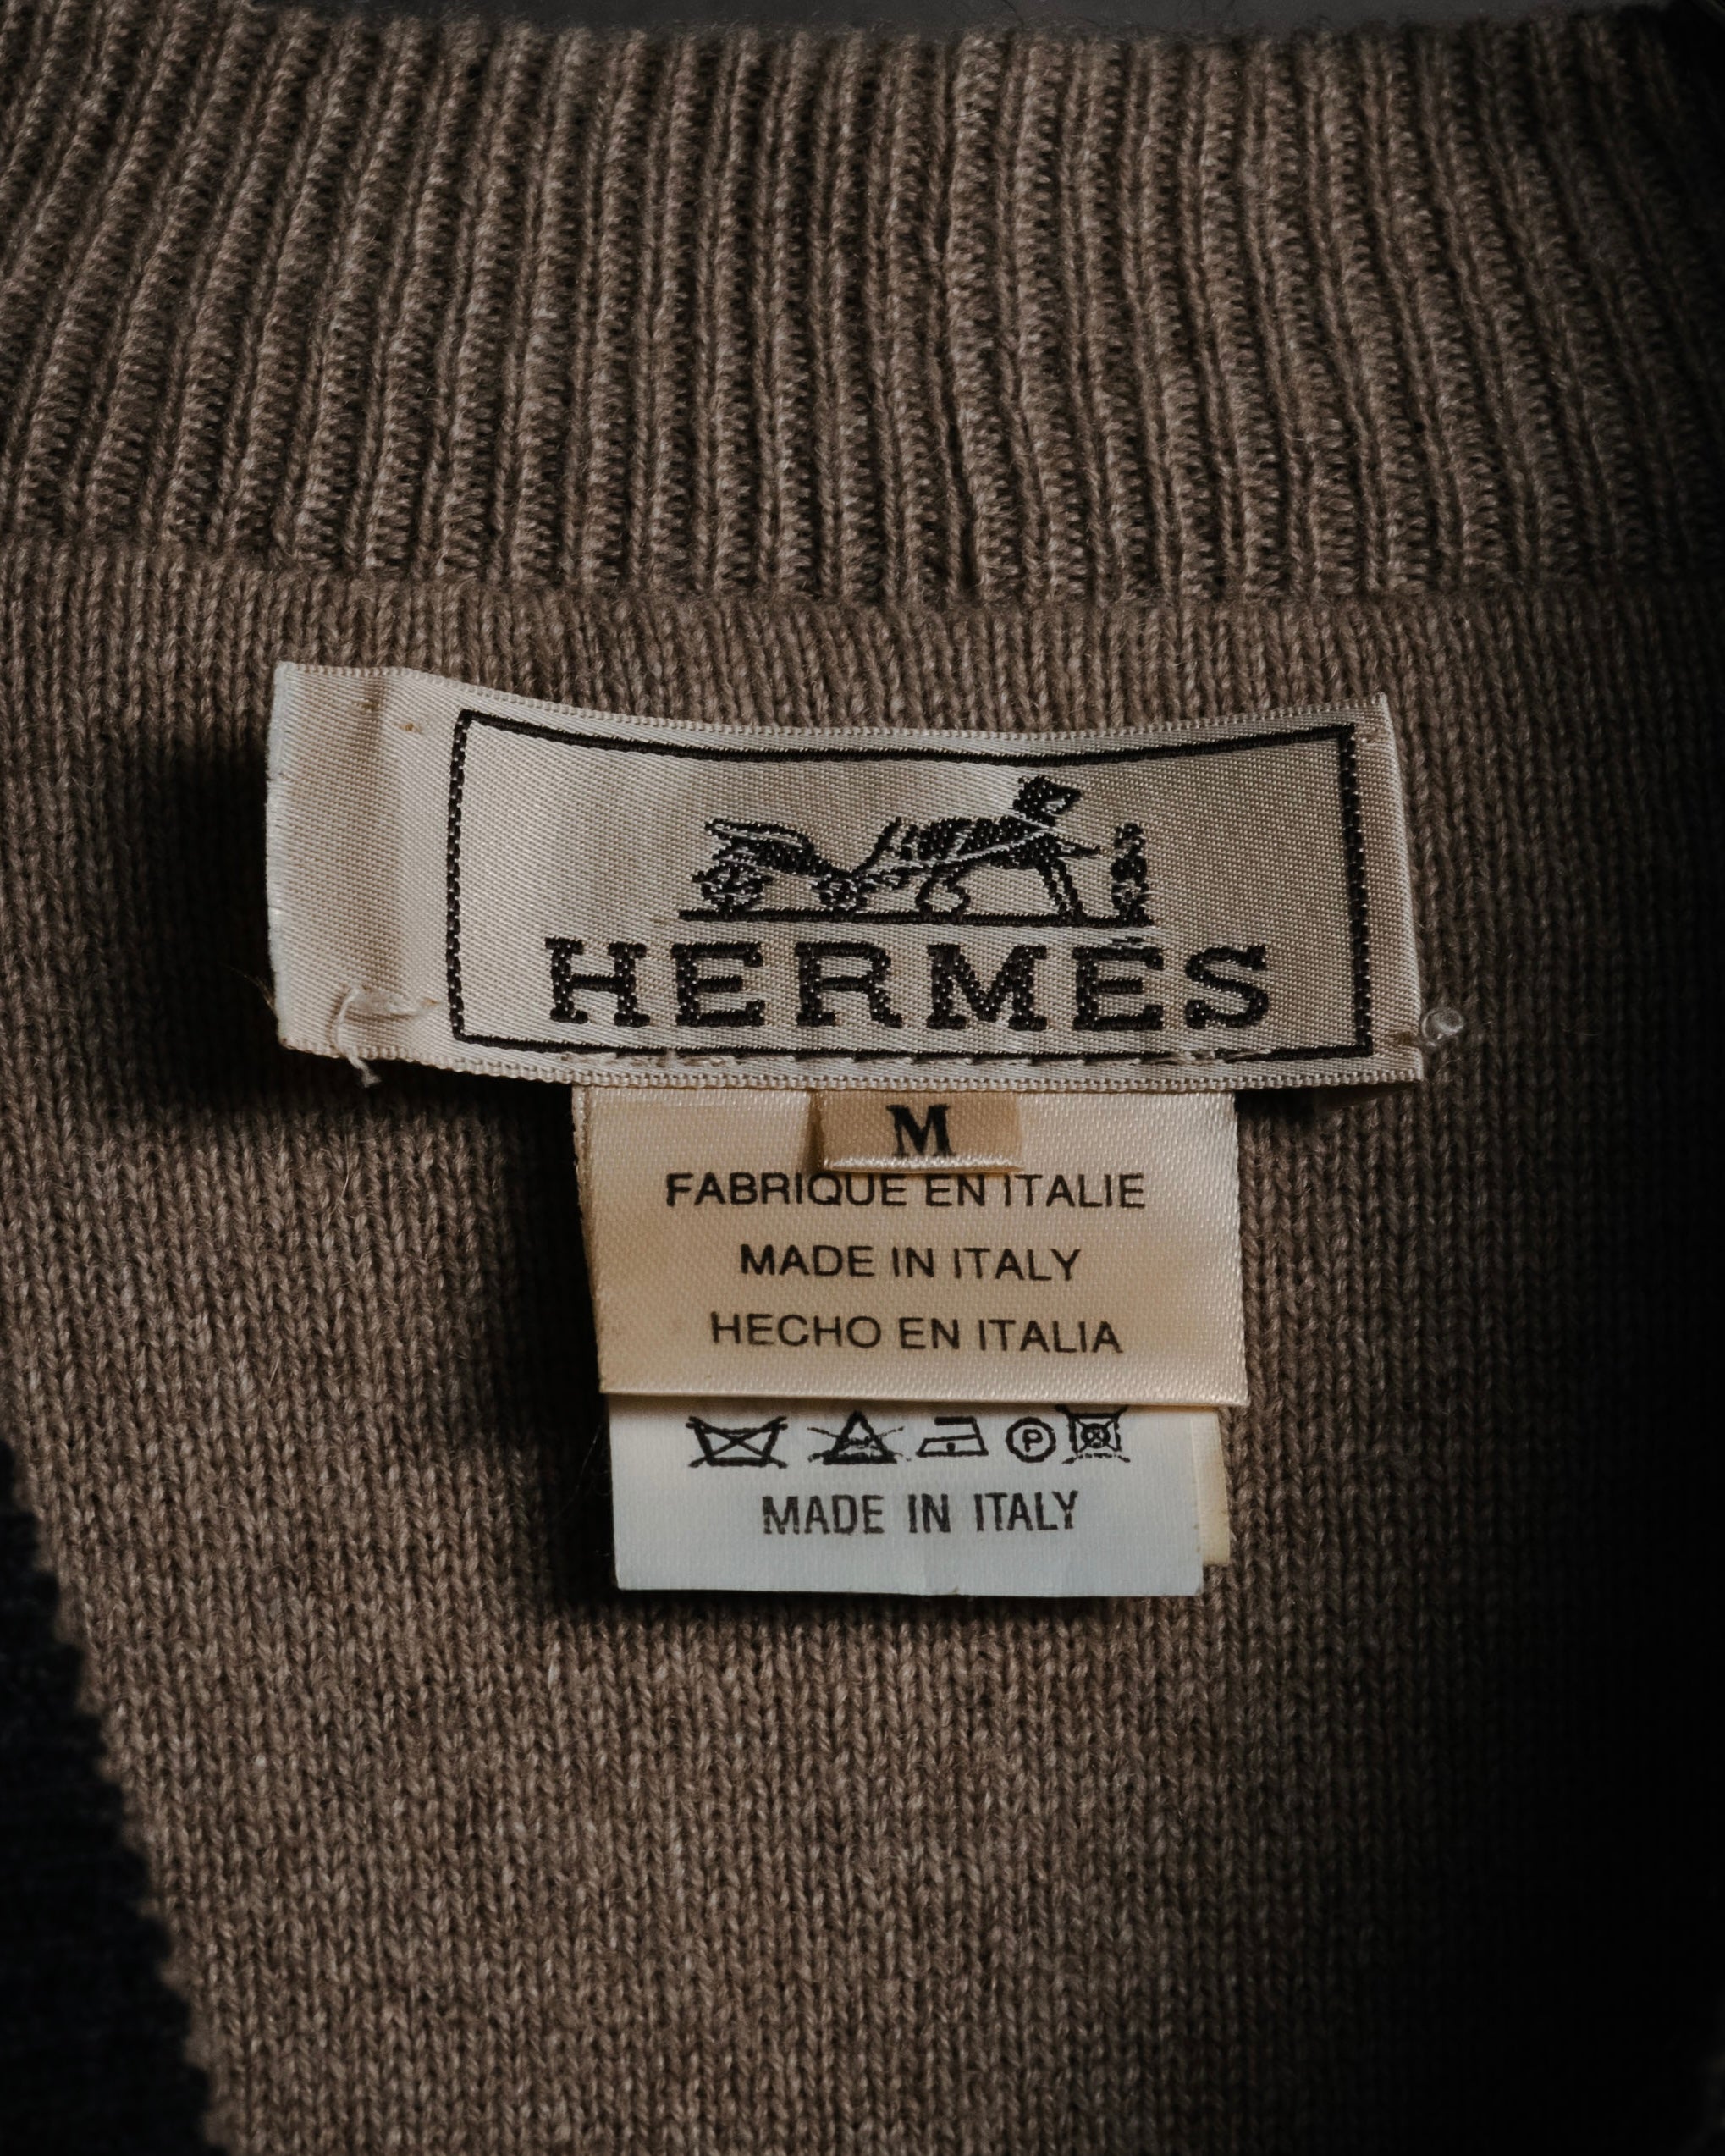 HERMÈS
M
FABRIQUE EN ITALIE
MADE IN ITALY
HECHO EN ITALIA
P
MADE IN ITALY